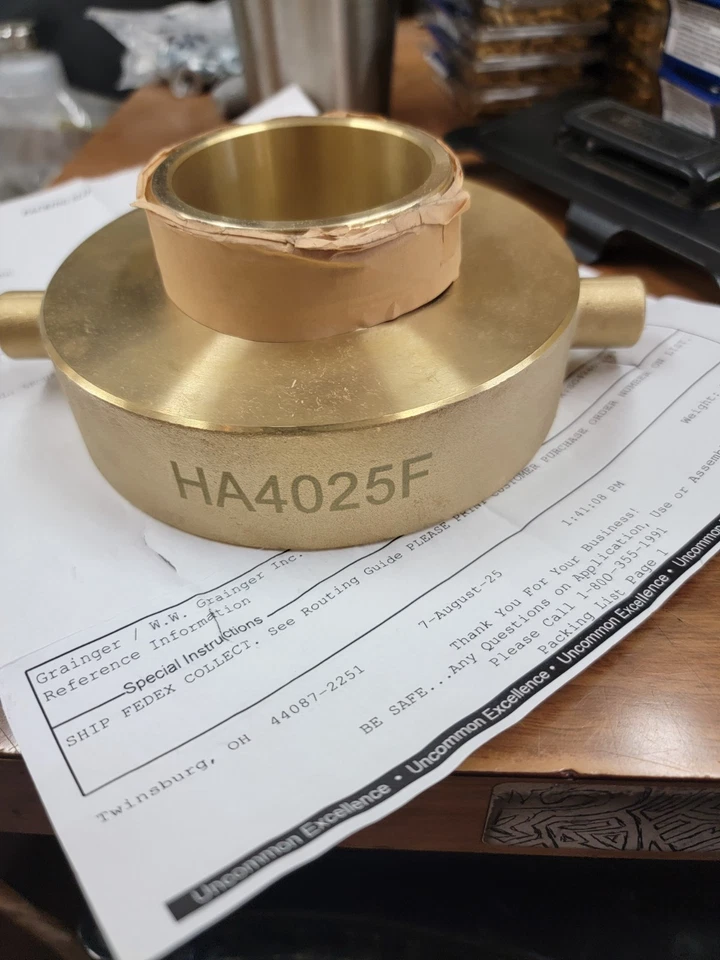 HA4025F
CUSTOMER PURCHASE ORDER NUMBER ON LIST.
Weight:
Grainger / W.W. Grainger Inc.
Reference Information
Special Instructions
SHIP FEDEX COLLECT. See Routing Guide PLEASE PRINT
7-August-25
1:41:08 PM
Twinsburg, OH 44087-2251
Thank You For Your Business!
BE SAFE...Any Questions on Application, Use or Assemb
Please Call 1-800-355-1991
Packing List Page 1
Uncommon Excellence • Uncommon Excellence • Uncommon Excellence • Uncommon